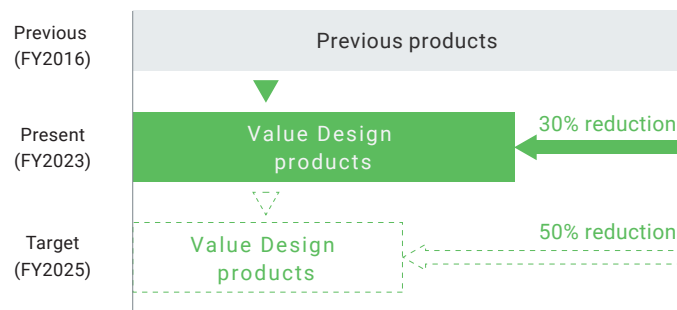 Previous
(FY2016)
Previous products
Present
(FY2023)
Value Design
products
30% reduction
Target
(FY2025)
Value Design
products
50% reduction